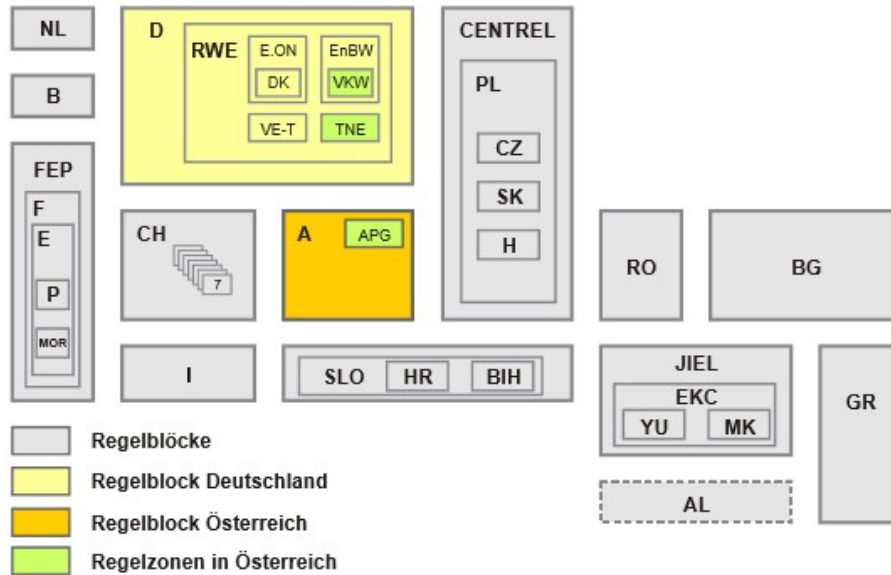 NL
D
CENTREL
RWE
E.ON
EnBW
DK
VKW
PL
B
VE-T
TNE
CZ
FEP
F
SK
E
CH
A
APG
H
7
RO
BG
P
MOR
I
SLO
HR
BIH
JIEL
EKC
YU
MK
GR
Regelblöcke
Regelblock Deutschland
AL
Regelblock Österreich
Regelzonen in Österreich